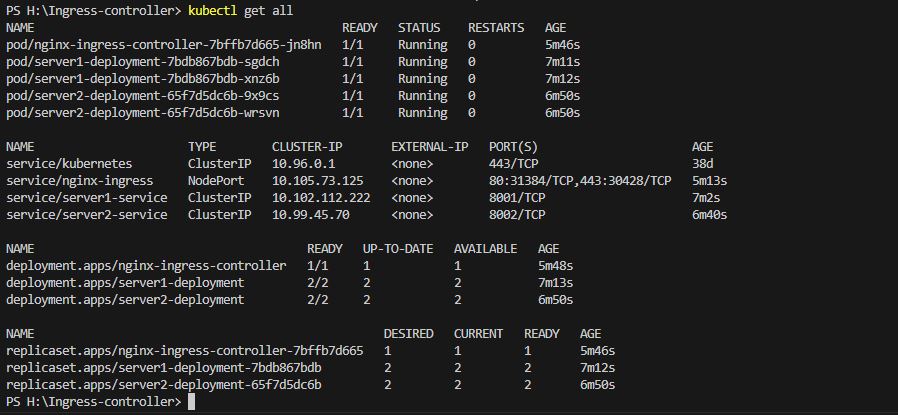 PS H:\Ingress-controller> kubectl get all
NAME READY STATUS RESTARTS AGE
pod/nginx-ingress-controller-7bffb7d665-jn8hn 1/1 Running 0 5m46s
pod/server1-deployment-7bdb867bdb-sgdch 1/1 Running 0 7m11s
pod/server1-deployment-7bdb867bdb-xnz6b 1/1 Running 0 7m12s
pod/server2-deployment-65f7d5dc6b-9x9cs 1/1 Running 0 6m50s
pod/server2-deployment-65f7d5dc6b-wrsvn 1/1 Running 0 6m50s
NAME TYPE CLUSTER-IP EXTERNAL-IP PORT(S) AGE
service/kubernetes ClusterIP 10.96.0.1 <none> 443/TCP 38d
service/nginx-ingress NodePort 10.105.73.125 <none> 80:31384/TCP,443:30428/TCP 5m13s
service/server1-service ClusterIP 10.102.112.222 <none> 8001/TCP 7m2s
service/server2-service ClusterIP 10.99.45.70 <none> 8002/TCP 6m40s
NAME READY UP-TO-DATE AVAILABLE AGE
deployment.apps/nginx-ingress-controller 1/1 1 1 5m48s
deployment.apps/server1-deployment 2/2 2 2 7m13s
deployment.apps/server2-deployment 2/2 2 2 6m50s
NAME DESIRED CURRENT READY AGE
replicaset.apps/nginx-ingress-controller-7bffb7d665 1 1 1 5m46s
replicaset.apps/server1-deployment-7bdb867bdb 2 2 2 7m12s
replicaset.apps/server2-deployment-65f7d5dc6b 2 2 2 6m50s
PS H:\Ingress-controller>